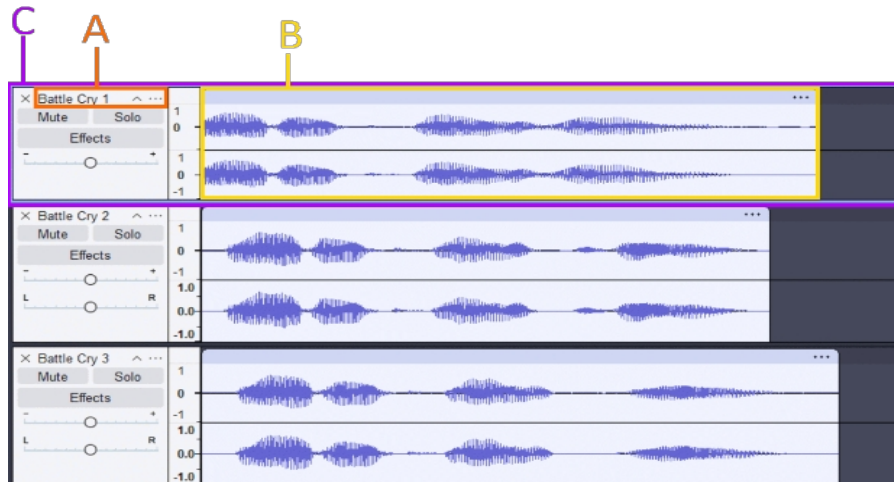 C A B
× Battle Cry 1 ^ ...
Mute Solo
Effects
- +
1
0
1
0
-1
...
× Battle Cry 2 ^ ...
Mute Solo
Effects
- +
L R
1
0
-1
1.0
0.0
-1.0
...
× Battle Cry 3 ^ ...
Mute Solo
Effects
- +
L R
1
0
-1
1.0
0.0
-1.0
...